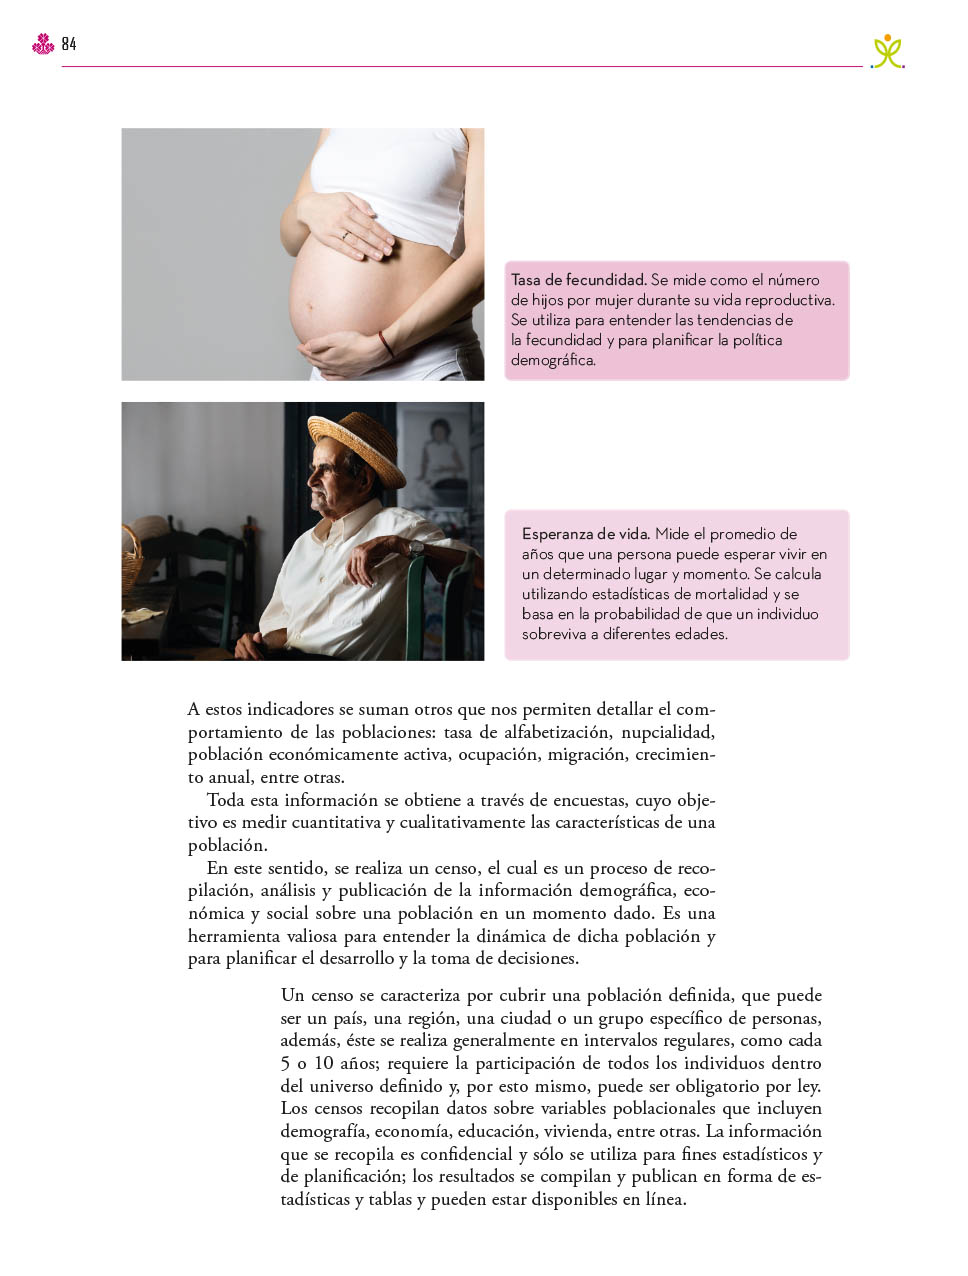 84
Tasa de fecundidad. Se mide como el número
de hijos por mujer durante su vida reproductiva.
Se utiliza para entender las tendencias de
la fecundidad y para planificar la política
demográfica.
Esperanza de vida. Mide el promedio de
años que una persona puede esperar vivir en
un determinado lugar y momento. Se calcula
utilizando estadísticas de mortalidad y se
basa en la probabilidad de que un individuo
sobreviva a diferentes edades.
A estos indicadores se suman otros que nos permiten detallar el com-
portamiento de las poblaciones: tasa de alfabetización, nupcialidad,
población económicamente activa, ocupación, migración, crecimien-
to anual, entre otras.
Toda esta información se obtiene a través de encuestas, cuyo obje-
tivo es medir cuantitativa y cualitativamente las características de una
población.
En este sentido, se realiza un censo, el cual es un proceso de reco-
pilación, análisis y publicación de la información demográfica, eco-
nómica y social sobre una población en un momento dado. Es una
herramienta valiosa para entender la dinámica de dicha población y
para planificar el desarrollo y la toma de decisiones.
Un censo se caracteriza por cubrir una población definida, que puede
ser un país, una región, una ciudad o un grupo específico de personas,
además, éste se realiza generalmente en intervalos regulares, como cada
5 o 10 años; requiere la participación de todos los individuos dentro
del universo definido y, por esto mismo, puede ser obligatorio por ley.
Los censos recopilan datos sobre variables poblacionales que incluyen
demografía, economía, educación, vivienda, entre otras. La información
que se recopila es confidencial y sólo se utiliza para fines estadísticos y
de planificación; los resultados se compilan y publican en forma de es-
tadísticas y tablas y pueden estar disponibles en línea.